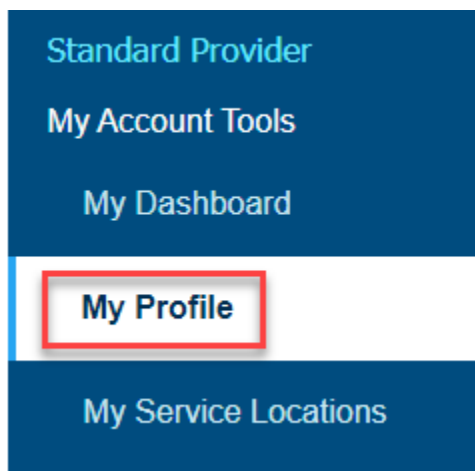 Standard Provider
My Account Tools
My Dashboard
My Profile
My Service Locations